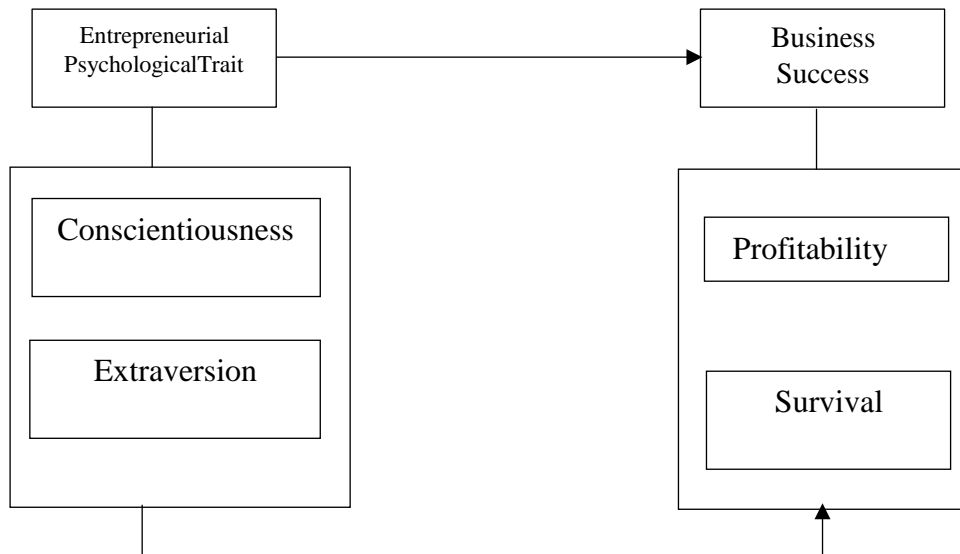 Entrepreneurial
PsychologicalTrait
Business
Success
Conscientiousness
Profitability
Extraversion
Survival